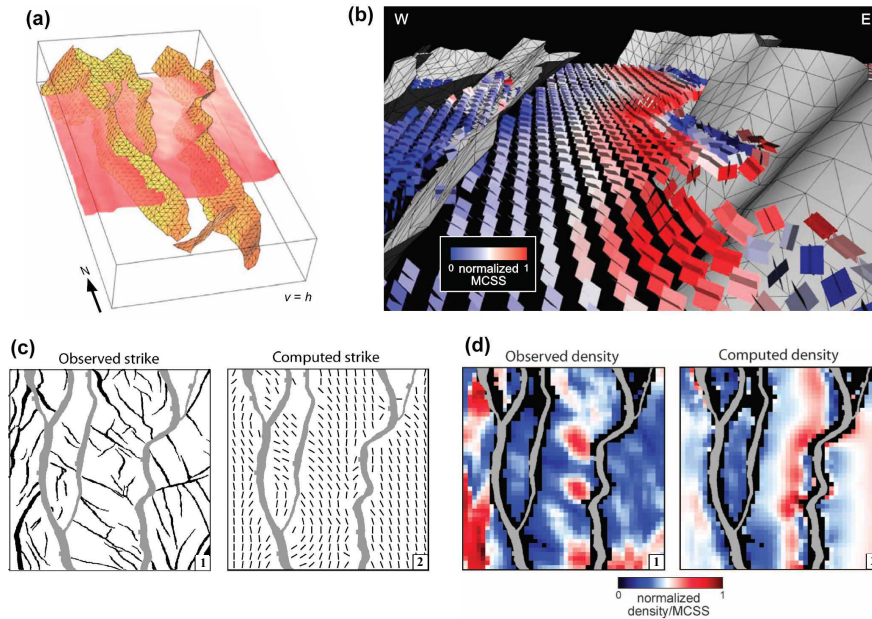 (a)
N
v = h
(b)
W
E
0 normalized 1
MCSS
(c)
Observed strike
Computed strike
1
2
(d)
Observed density
Computed density
1
0
1
normalized
density/MCSS